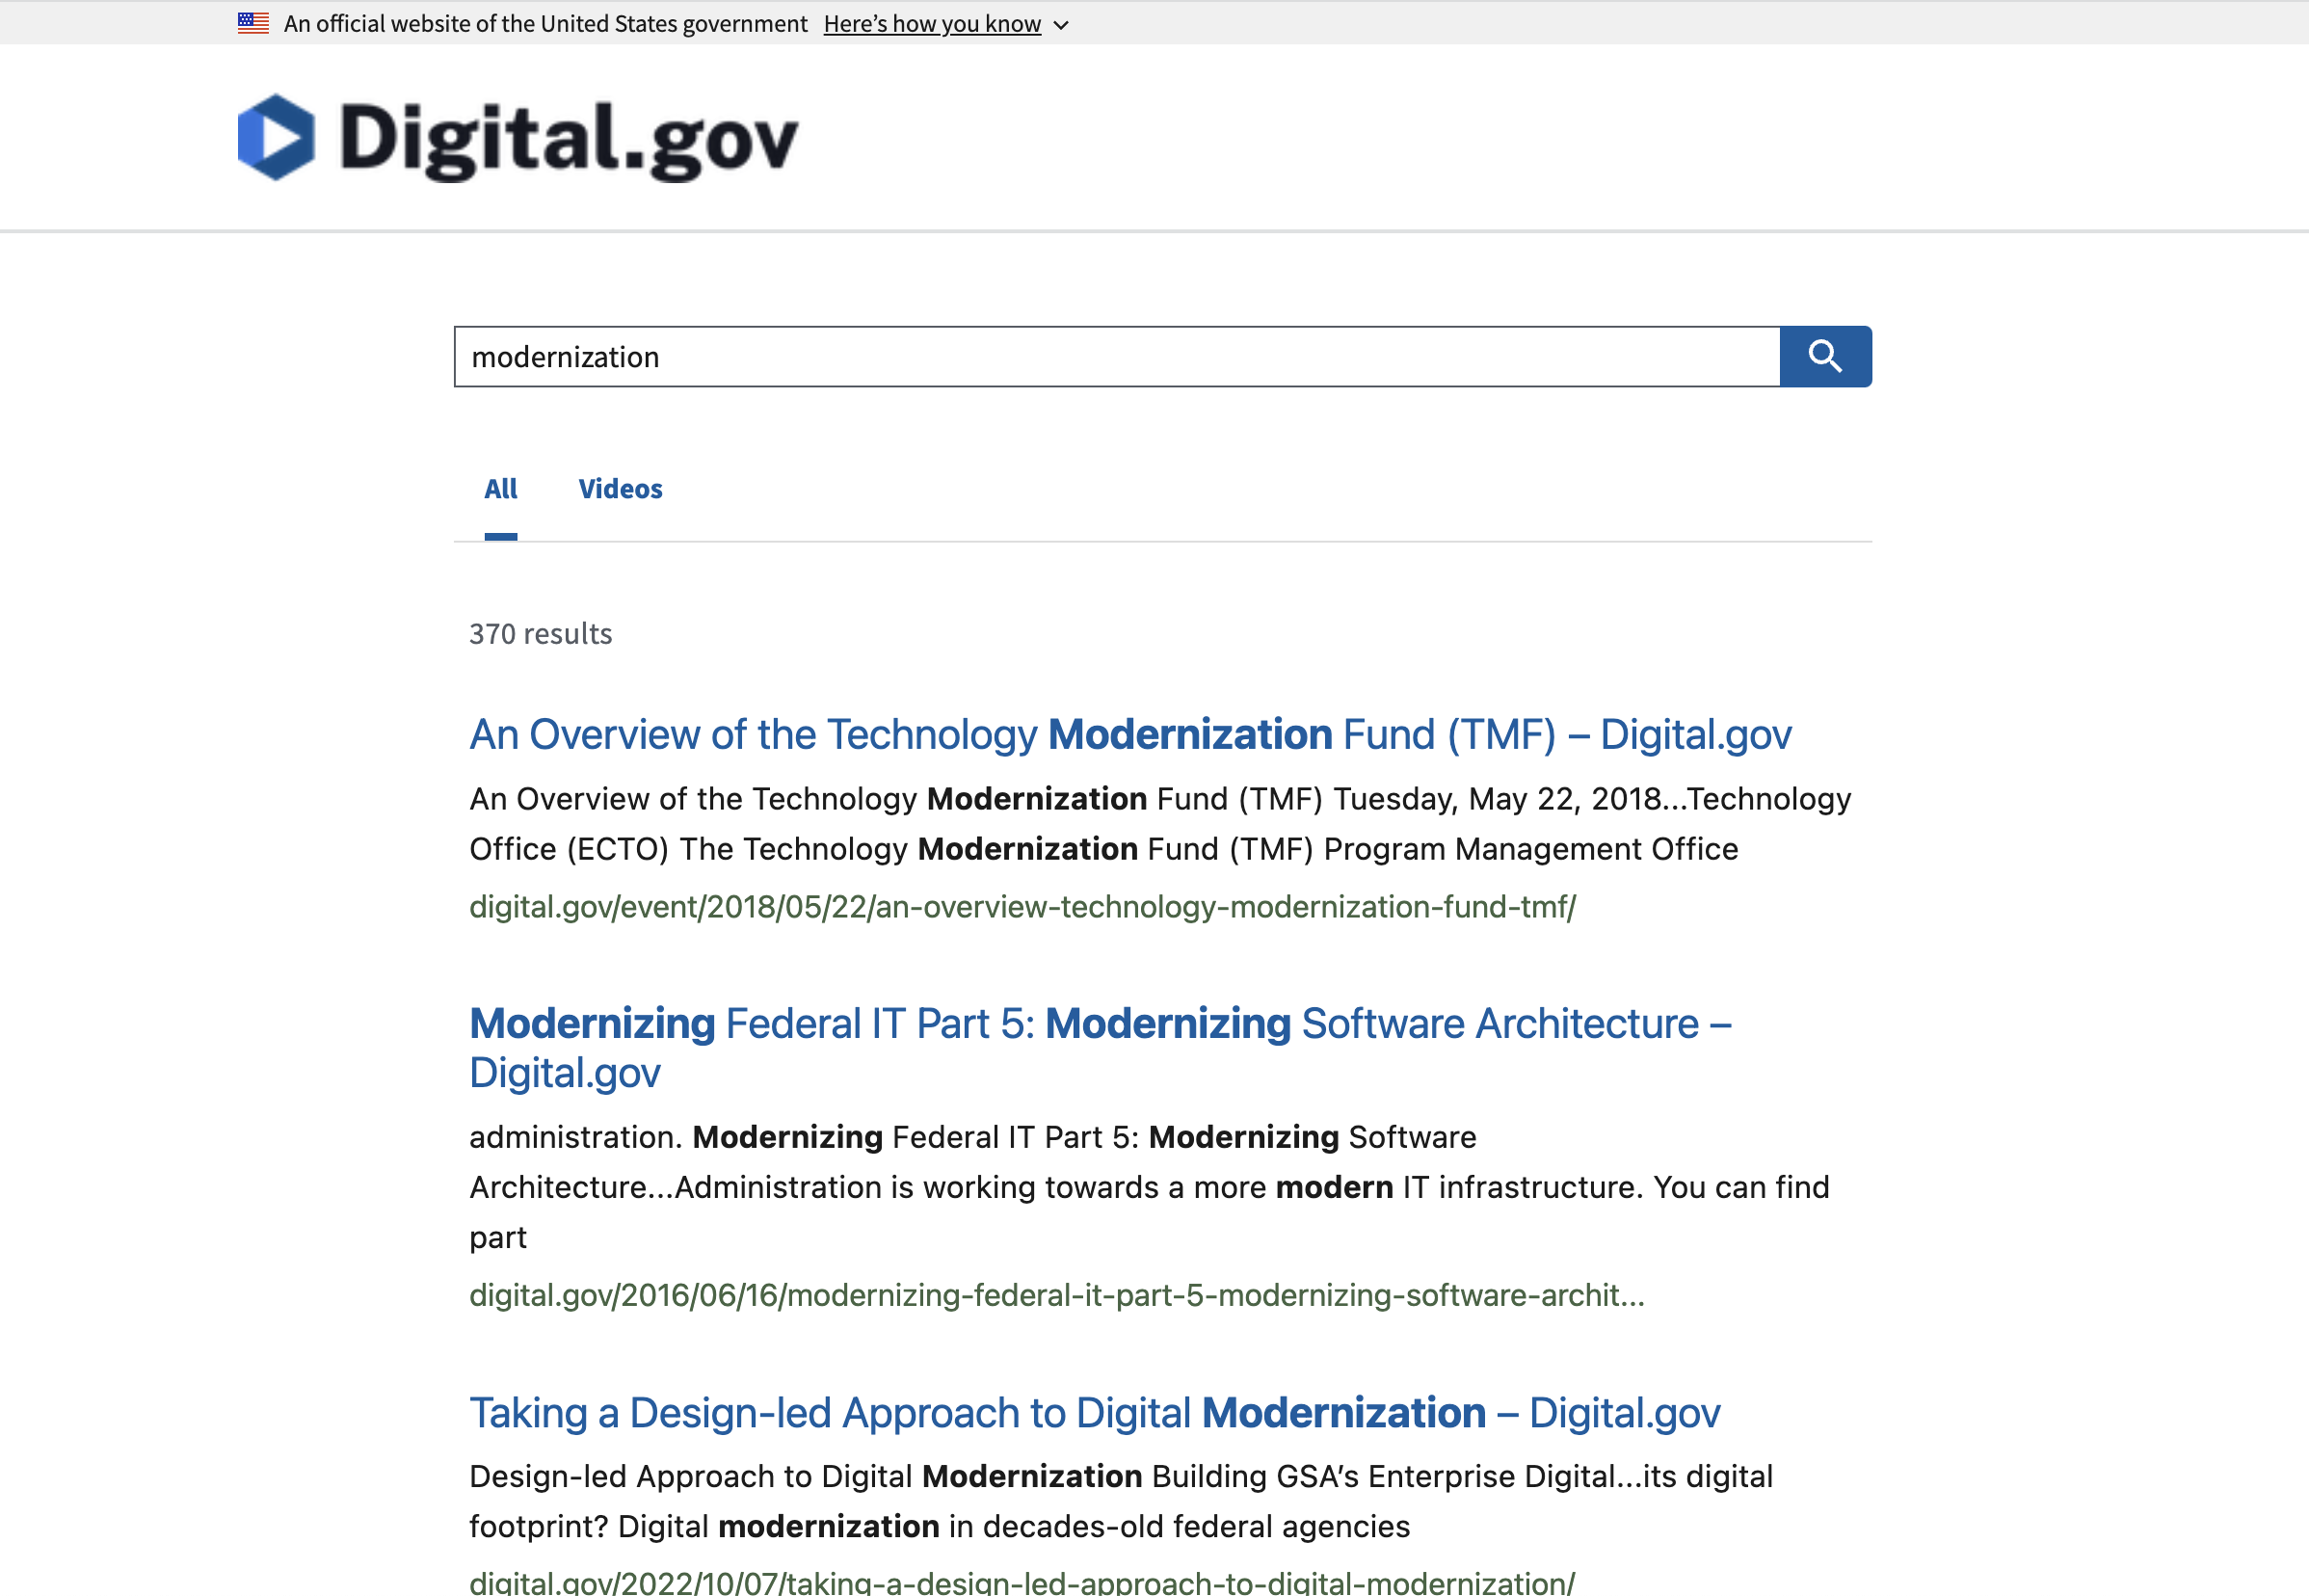 An official website of the United States government Here’s how you know
Digital.gov
modernization
All Videos
370 results
An Overview of the Technology Modernization Fund (TMF) – Digital.gov
An Overview of the Technology Modernization Fund (TMF) Tuesday, May 22, 2018...Technology
Office (ECTO) The Technology Modernization Fund (TMF) Program Management Office
digital.gov/event/2018/05/22/an-overview-technology-modernization-fund-tmf/
Modernizing Federal IT Part 5: Modernizing Software Architecture –
Digital.gov
administration. Modernizing Federal IT Part 5: Modernizing Software
Architecture...Administration is working towards a more modern IT infrastructure. You can find
part
digital.gov/2016/06/16/modernizing-federal-it-part-5-modernizing-software-archit...
Taking a Design-led Approach to Digital Modernization – Digital.gov
Design-led Approach to Digital Modernization Building GSA’s Enterprise Digital...its digital
footprint? Digital modernization in decades-old federal agencies
digital.gov/2022/10/07/taking-a-design-led-approach-to-digital-modernization/